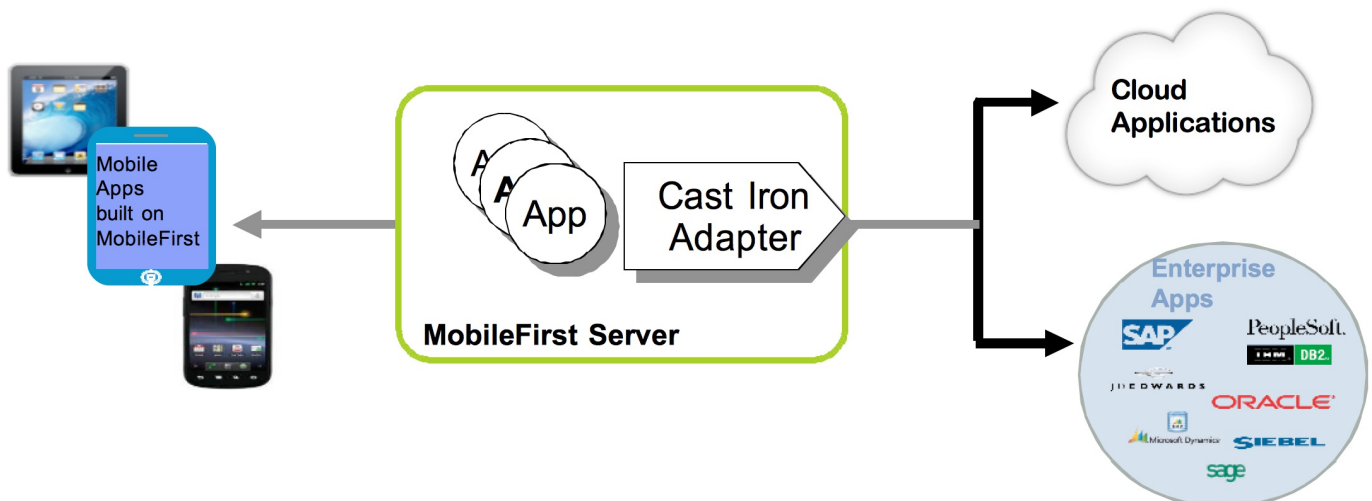 Mobile
Apps
built on
MobileFirst
A
A
App
Cast Iron
Adapter
MobileFirst Server
Cloud
Applications
Enterprise
Apps
SAP
PeopleSoft.
IBM DB2.
JDEDWARDS
ORACLE
Microsoft Dynamics
SIEBEL
sage